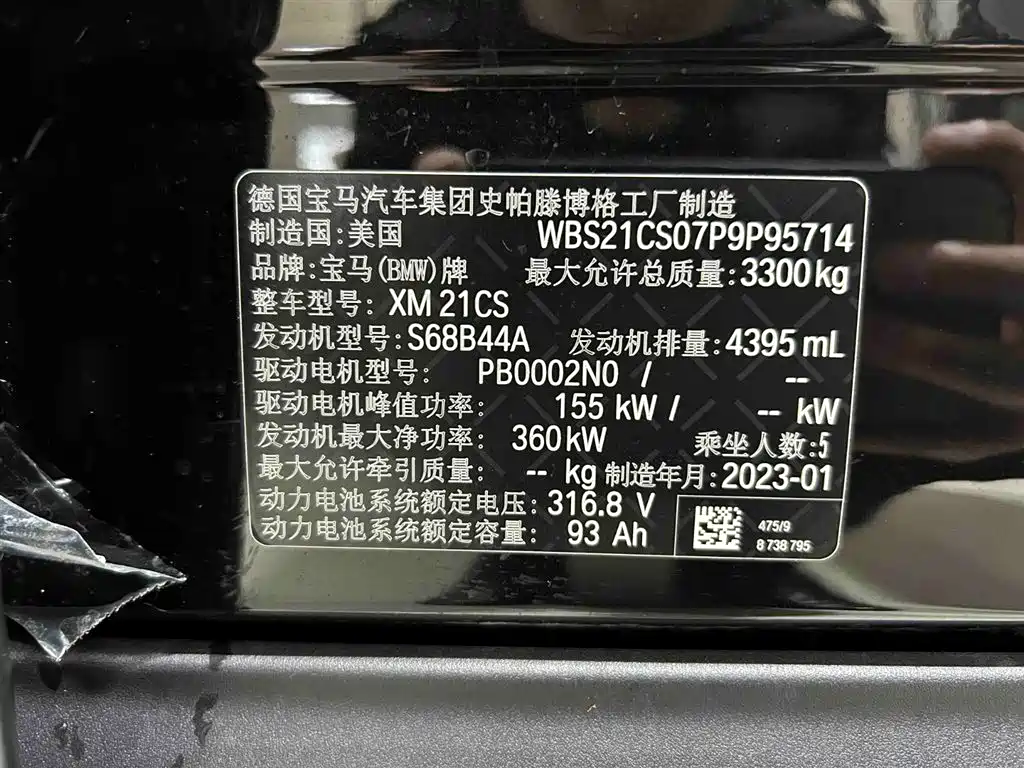 德国宝马汽车集团史帕滕博格工厂制造
制造国:美国 WBS21CS07P9P95714
品牌:宝马(BMW)牌 最大允许总质量:3300kg
整车型号: XM 21CS
发动机型号:S68B44A 发动机排量:4395 mL
驱动电机型号: PB0002N0 / --
驱动电机峰值功率: 155 kW / -- kW
发动机最大净功率: 360kW 乘坐人数:5
最大允许牵引质量: -- kg 制造年月:2023-01
动力电池系统额定电压: 316.8 V
动力电池系统额定容量: 93 Ah
475/9
8 738 795